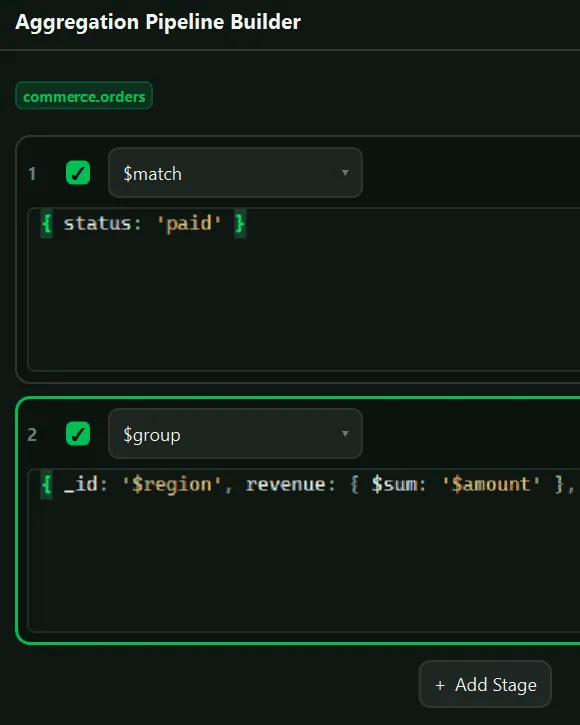 Aggregation Pipeline Builder
commerce.orders
1 $match
{ status: 'paid' }
2 $group
{ _id: '$region', revenue: { $sum: '$amount' },
+ Add Stage